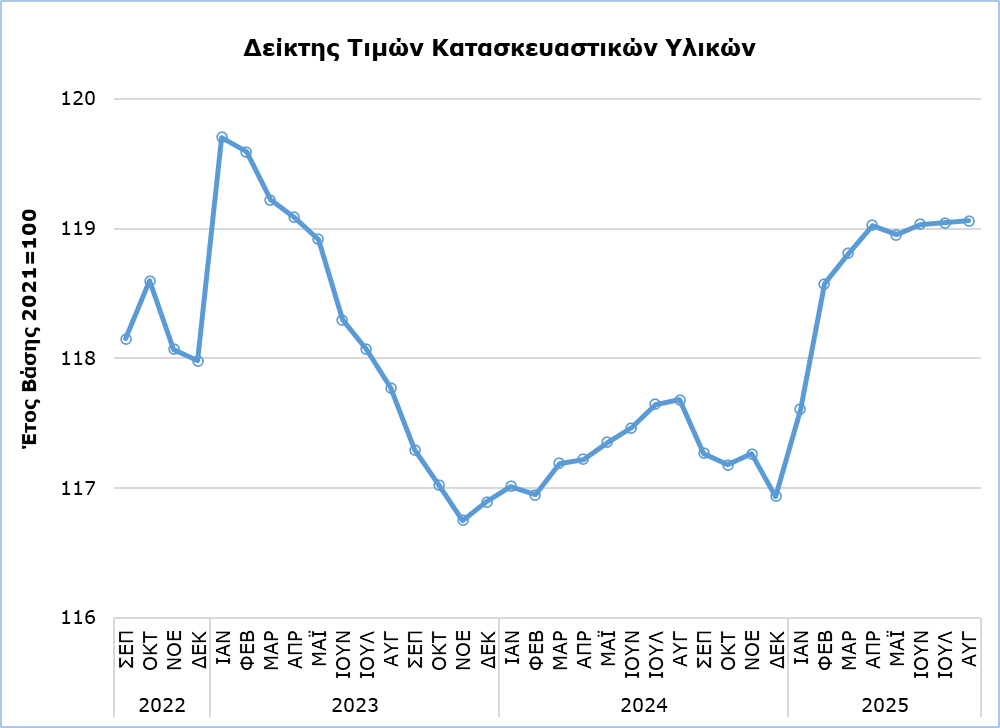 Δείκτης Τιμών Κατασκευαστικών Υλικών
Έτος Βάσης 2021=100
120
119
118
117
116
ΣΕΠ ΟΚΤ ΝΟΕ ΔΕΚ ΙΑΝ ΦΕΒ ΜΑΡ ΑΠΡ ΜΑΪ ΙΟΥΝ ΙΟΥΛ ΑΥΓ ΣΕΠ ΟΚΤ ΝΟΕ ΔΕΚ ΙΑΝ ΦΕΒ ΜΑΡ ΑΠΡ ΜΑΪ ΙΟΥΝ ΙΟΥΛ ΑΥΓ ΣΕΠ ΟΚΤ ΝΟΕ ΔΕΚ ΙΑΝ ΦΕΒ ΜΑΡ ΑΠΡ ΜΑΪ ΙΟΥΝ ΙΟΥΛ ΑΥΓ
2022 2023 2024 2025